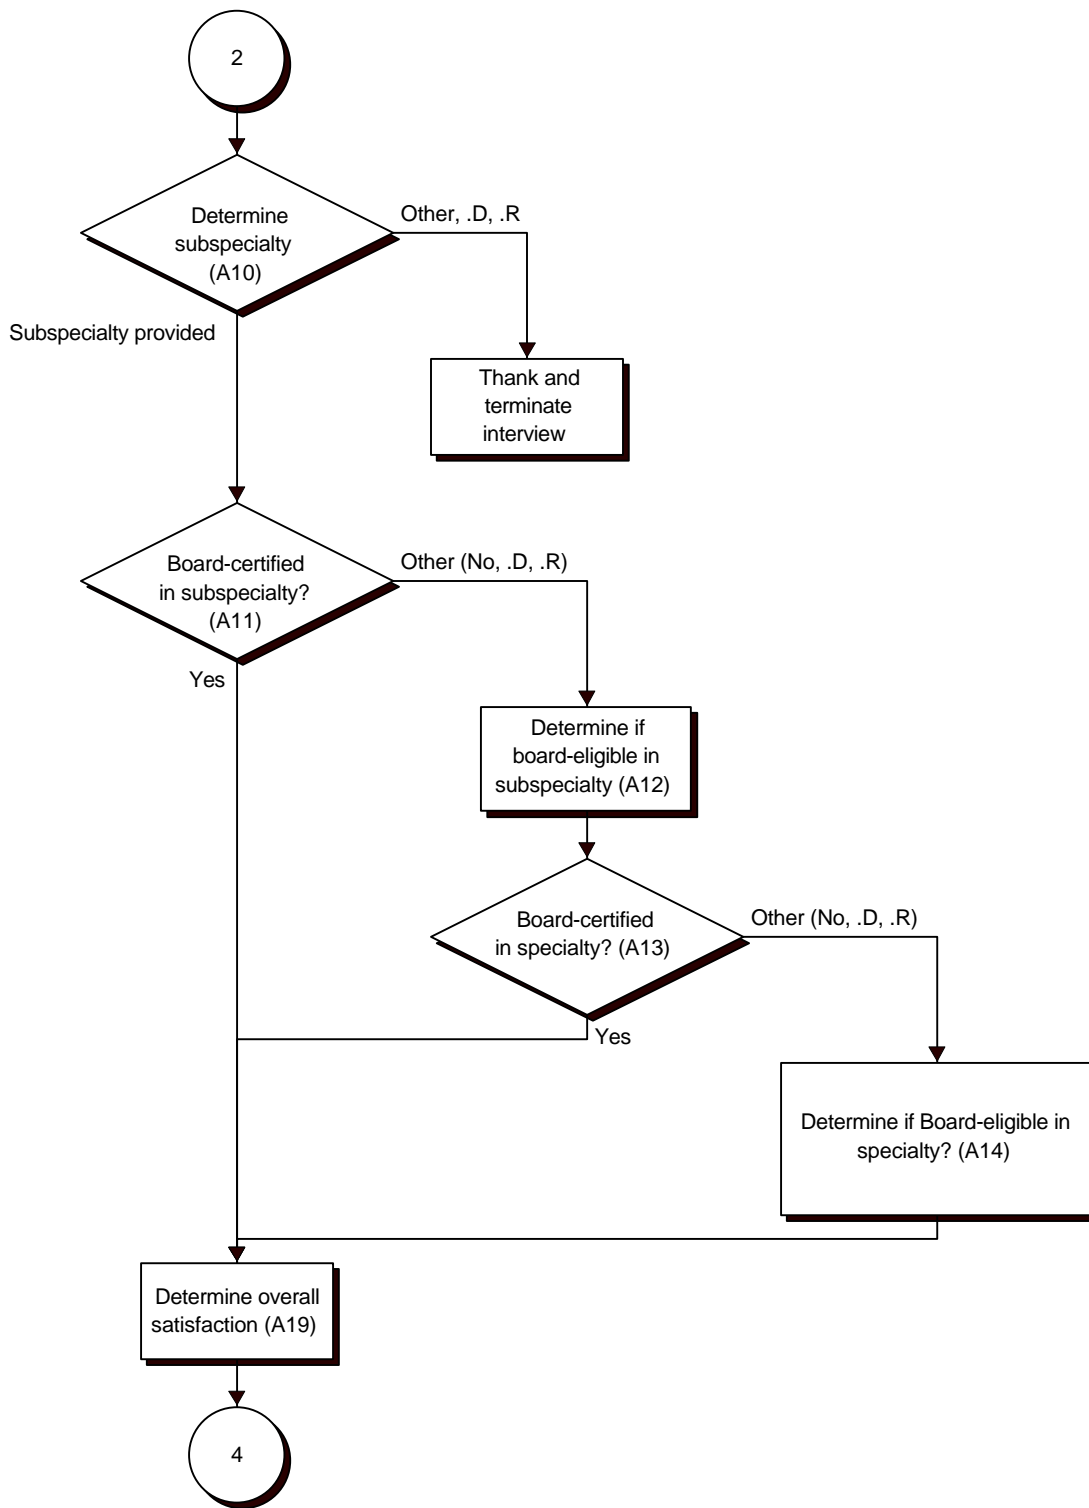 2
Determine
subspecialty
(A10)
Other, .D, .R
Subspecialty provided
Thank and
terminate
interview
Board-certified
in subspecialty?
(A11)
Other (No, .D, .R)
Yes
Determine if
board-eligible in
subspecialty (A12)
Board-certified
in specialty? (A13)
Other (No, .D, .R)
Yes
Determine if Board-eligible in
specialty? (A14)
Determine overall
satisfaction (A19)
4